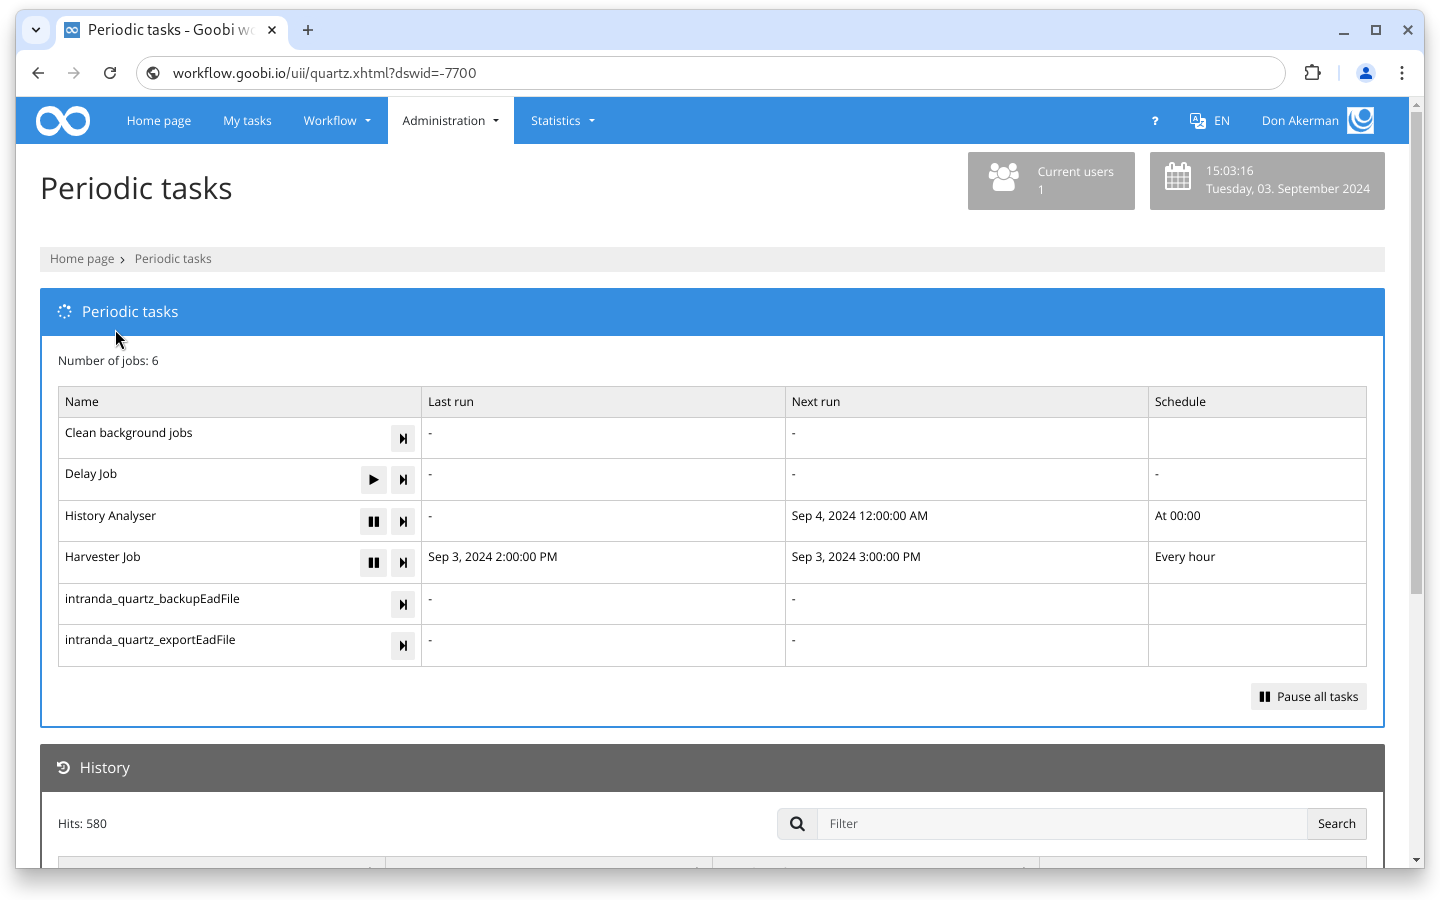 Periodic tasks - Goobi wo
workflow.goobi.io/uii/quartz.xhtml?dswid=-7700
Home page My tasks Workflow Administration Statistics ? EN Don Akerman
Periodic tasks
Current users
1
15:03:16
Tuesday, 03. September 2024
Home page › Periodic tasks
Periodic tasks
Number of jobs: 6
Name Last run Next run Schedule
Clean background jobs - -
Delay Job - - -
History Analyser - Sep 4, 2024 12:00:00 AM At 00:00
Harvester Job Sep 3, 2024 2:00:00 PM Sep 3, 2024 3:00:00 PM Every hour
intranda_quartz_backupEadFile - -
intranda_quartz_exportEadFile - -
Pause all tasks
History
Hits: 580 Filter Search